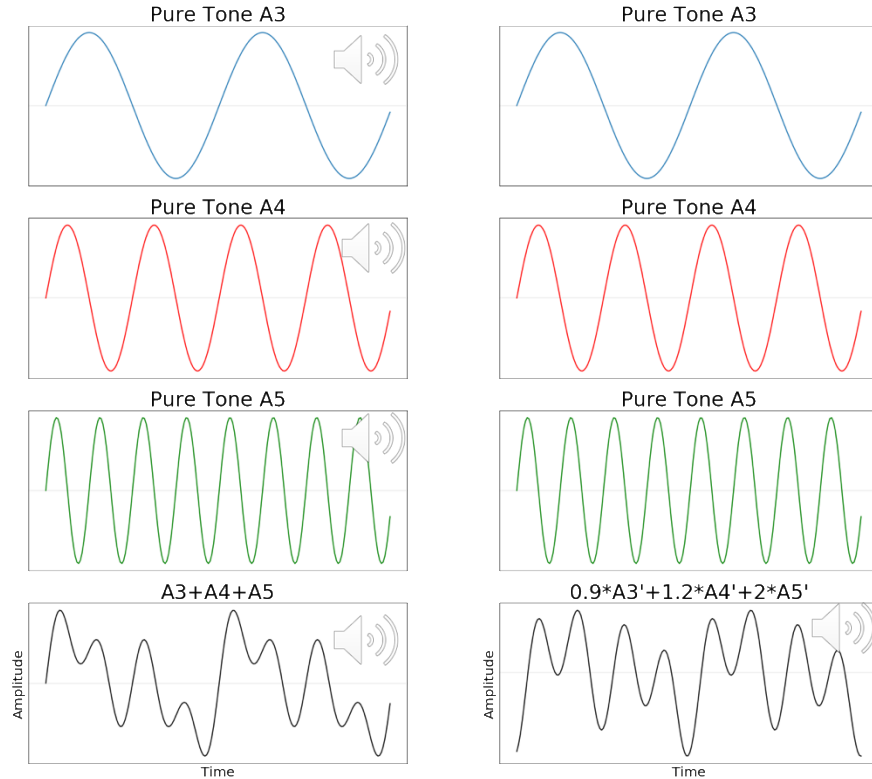 Pure Tone A3
Pure Tone A3
Pure Tone A4
Pure Tone A4
Pure Tone A5
Pure Tone A5
A3+A4+A5
0.9*A3'+1.2*A4'+2*A5'
Amplitude
Amplitude
Time
Time